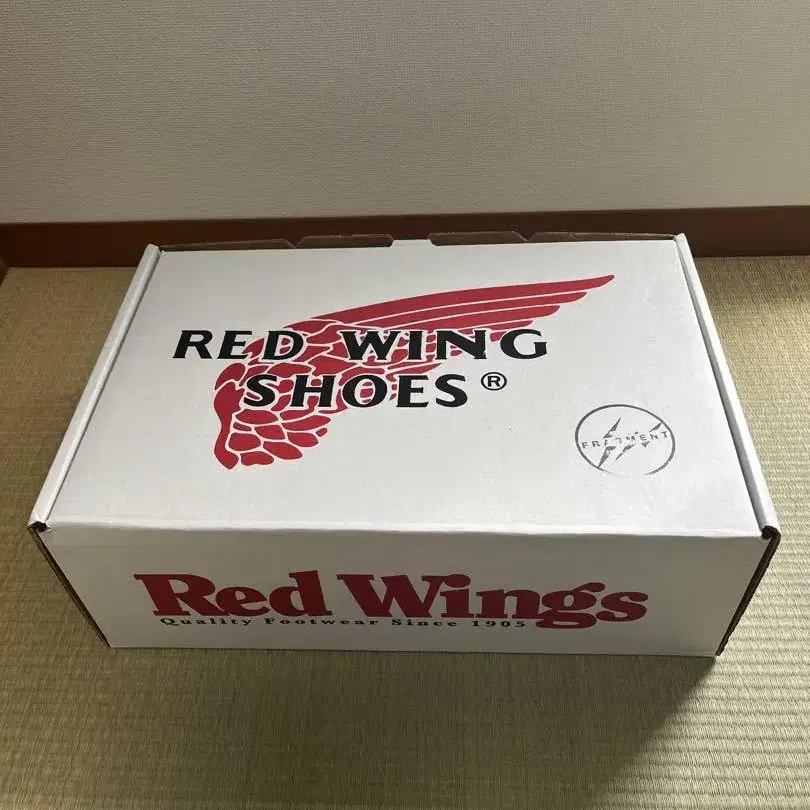 RED WING
SHOES®
FRAGMENT
Red Wings
Quality Footwear Since 1905